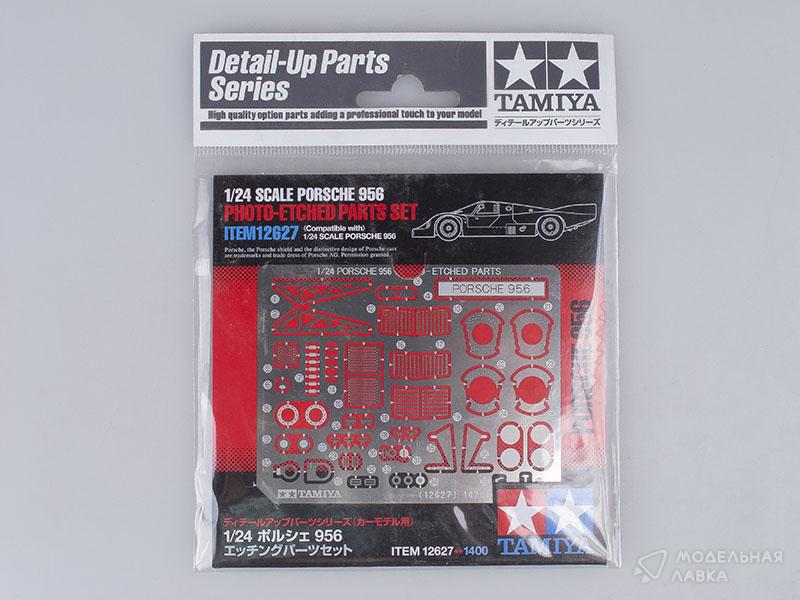 Detail-Up Parts
Series
High quality option parts adding a professional touch to your model
TAMIYA
ディテールアップパーツシリーズ
1/24 SCALE PORSCHE 956
PHOTO-ETCHED PARTS SET
ITEM12627
(Compatible with)
1/24 SCALE PORSCHE 956
Porsche, the Porsche shield and the distinctive design of Porsche cars
are trademarks and trade dress of Porsche AG. Permission granted.
1/24 PORSCHE 956
-ETCHED PARTS
PORSCHE 956
956
TAMIYA
(12627)
ディテールアップパーツシリーズ(カーモデル用)
1/24 ポルシェ 956
エッチングパーツセット
ITEM 12627
1400
TAMIYA
МОДЕЛЬНАЯ
ЛАВКА